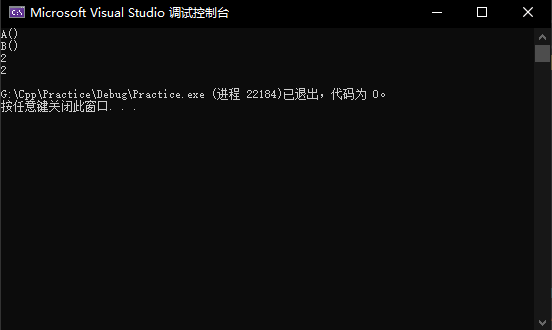 Microsoft Visual Studio 调试控制台
A()
B()
2
2
G:\Cpp\Practice\Debug\Practice.exe (进程 22184)已退出，代码为 0。
按任意键关闭此窗口. . .